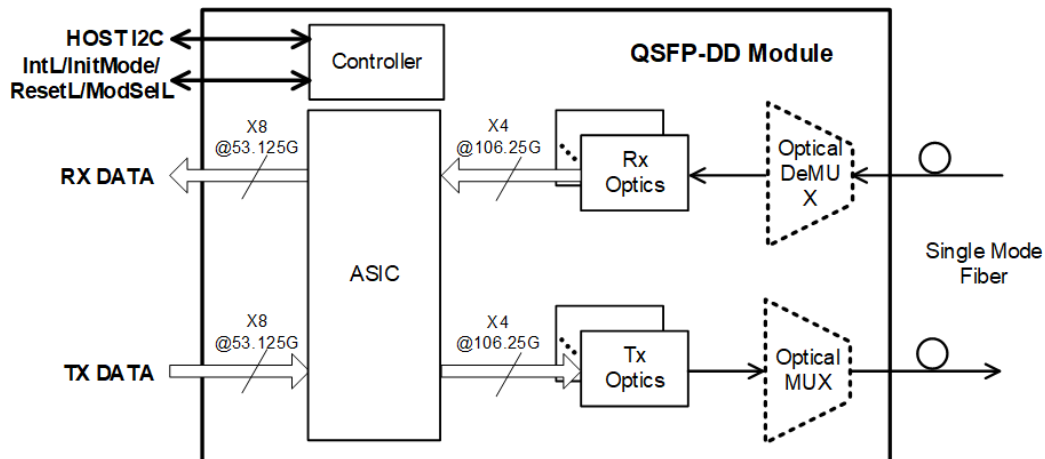 HOST I2C
IntL/InitMode/
ResetL/ModSelL
Controller
QSFP-DD Module
X8
@53.125G
X4
@106.25G
RX DATA
Rx
Optics
Optical
DeMU
X
ASIC
Single Mode
Fiber
X8
@53.125G
X4
@106.25G
TX DATA
Tx
Optics
Optical
MUX